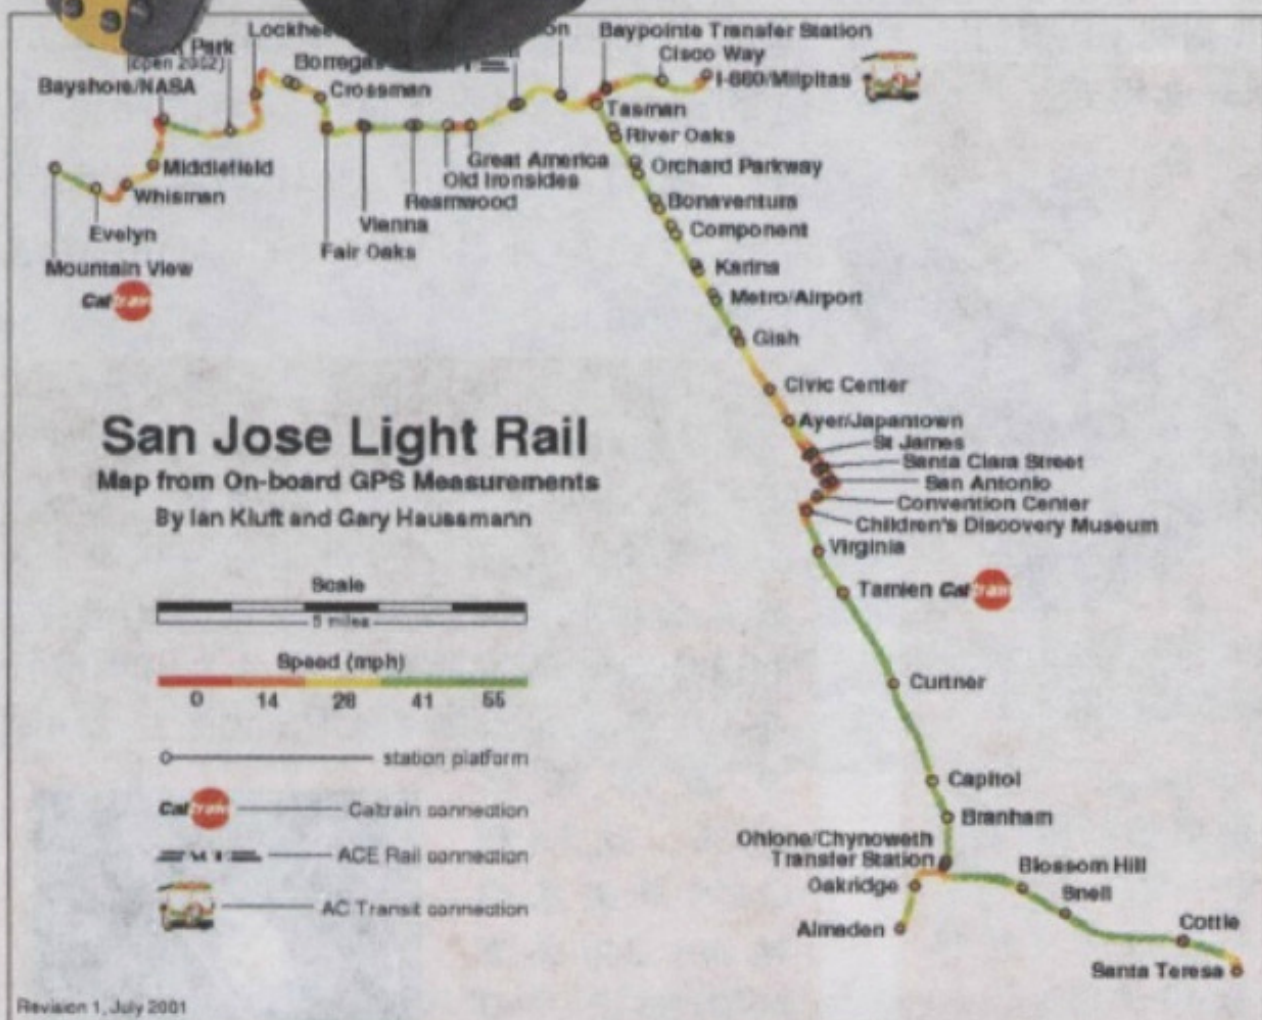 Baypointe Transfer Station
Park
Cisco Way
(open 2002)
Bayshore/NASA
I-880/Milpitas
Crossman
Tasman
River Oaks
Great America
Orchard Parkway
Middlefield
Old Ironsides
Whisman
Reamwood
Bonaventura
Vienna
Component
Evelyn
Fair Oaks
Mountain View
Karina
Caltrain
Metro/Airport
Gish
Civic Center
San Jose Light Rail
Ayer/Japantown
St James
Santa Clara Street
Map from On-board GPS Measurements
San Antonio
Convention Center
By Ian Kluft and Gary Haussmann
Children's Discovery Museum
Virginia
Scale
Tamien Caltrain
5 miles
Speed (mph)
0 14 28 41 55
Curtner
station platform
Capitol
Caltrain Caltrain connection
Branham
Ohlone/Chynoweth
Transfer Station
ACE Rail connection
Blossom Hill
Oakridge
Snell
AC Transit connection
Almaden
Cottle
Santa Teresa
Revision 1, July 2001